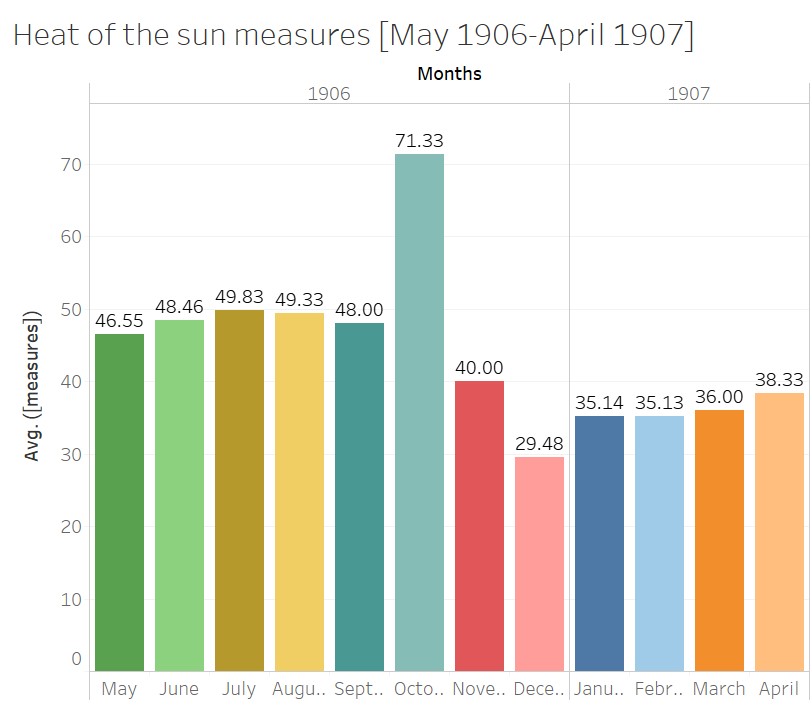 Heat of the sun measures [May 1906-April 1907]
Months
1906 1907
Avg. ([measures])
70
60
50
40
30
20
10
0
46.55 48.46 49.83 49.33 48.00 71.33 40.00 29.48 35.14 35.13 36.00 38.33
May June July Augu.. Sept.. Octo.. Nove.. Dece.. Janu.. Febr.. March April